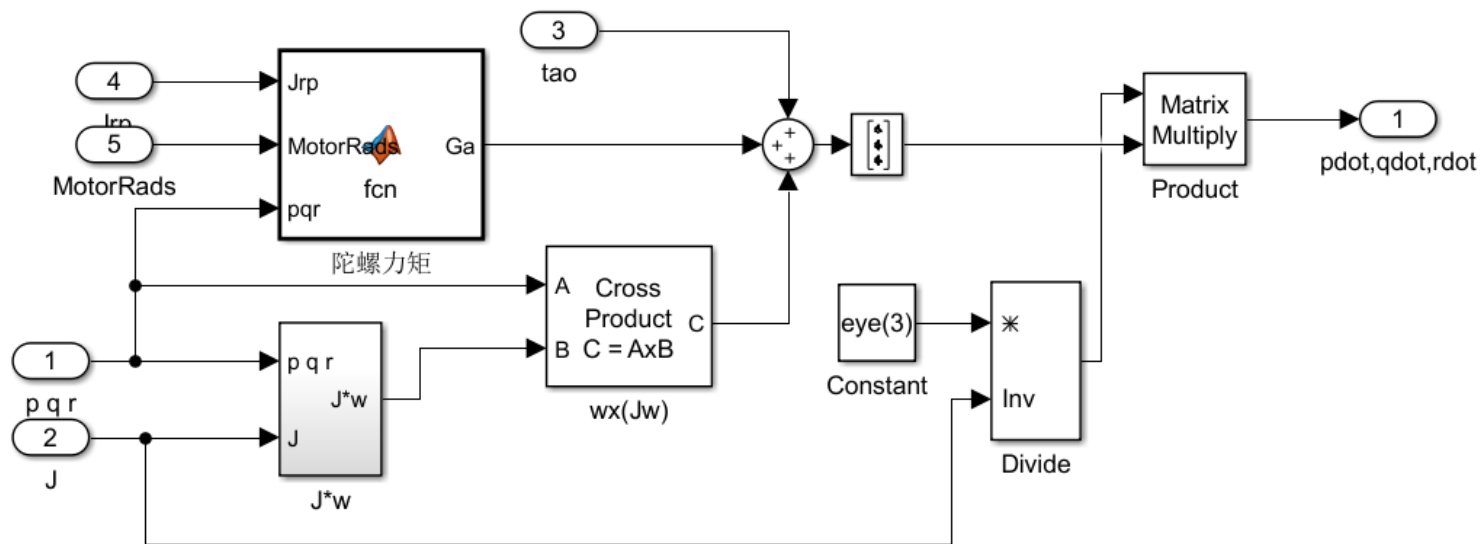 3
tao
4
Jrp
5
MotorRads
Jrp
MotorRads
pqr
Ga
fcn
陀螺力矩
+
+
+
Matrix
Multiply
Product
1
pdot,qdot,rdot
A
B
Cross
Product
C = AxB
C
wx(Jw)
1
p q r
2
J
p q r
J
J*w
J*w
eye(3)
Constant
Inv
Divide